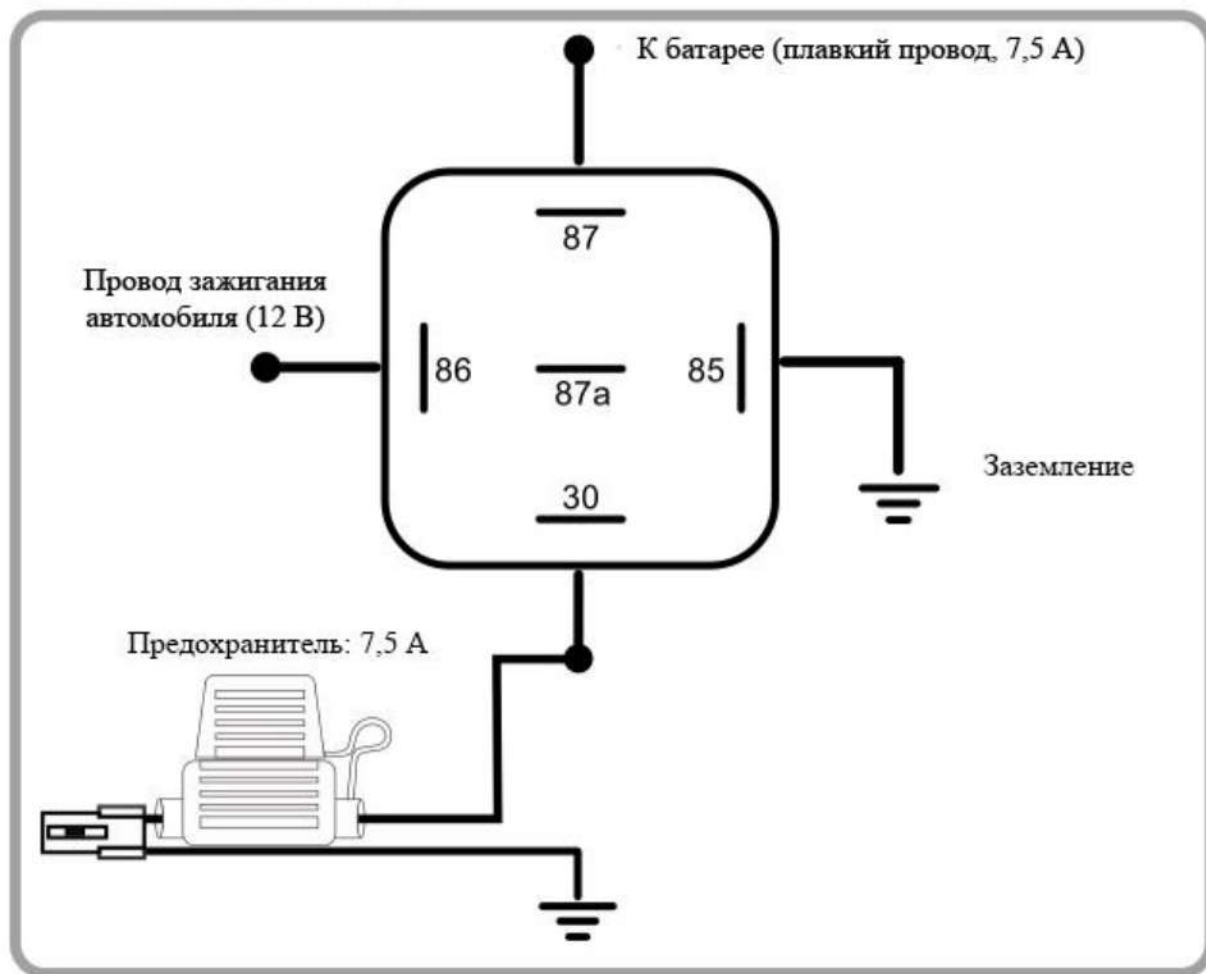 К батарее (плавкий провод, 7,5 А)
87
Провод зажигания
автомобиля (12 В)
86
87a
85
Заземление
30
Предохранитель: 7,5 А